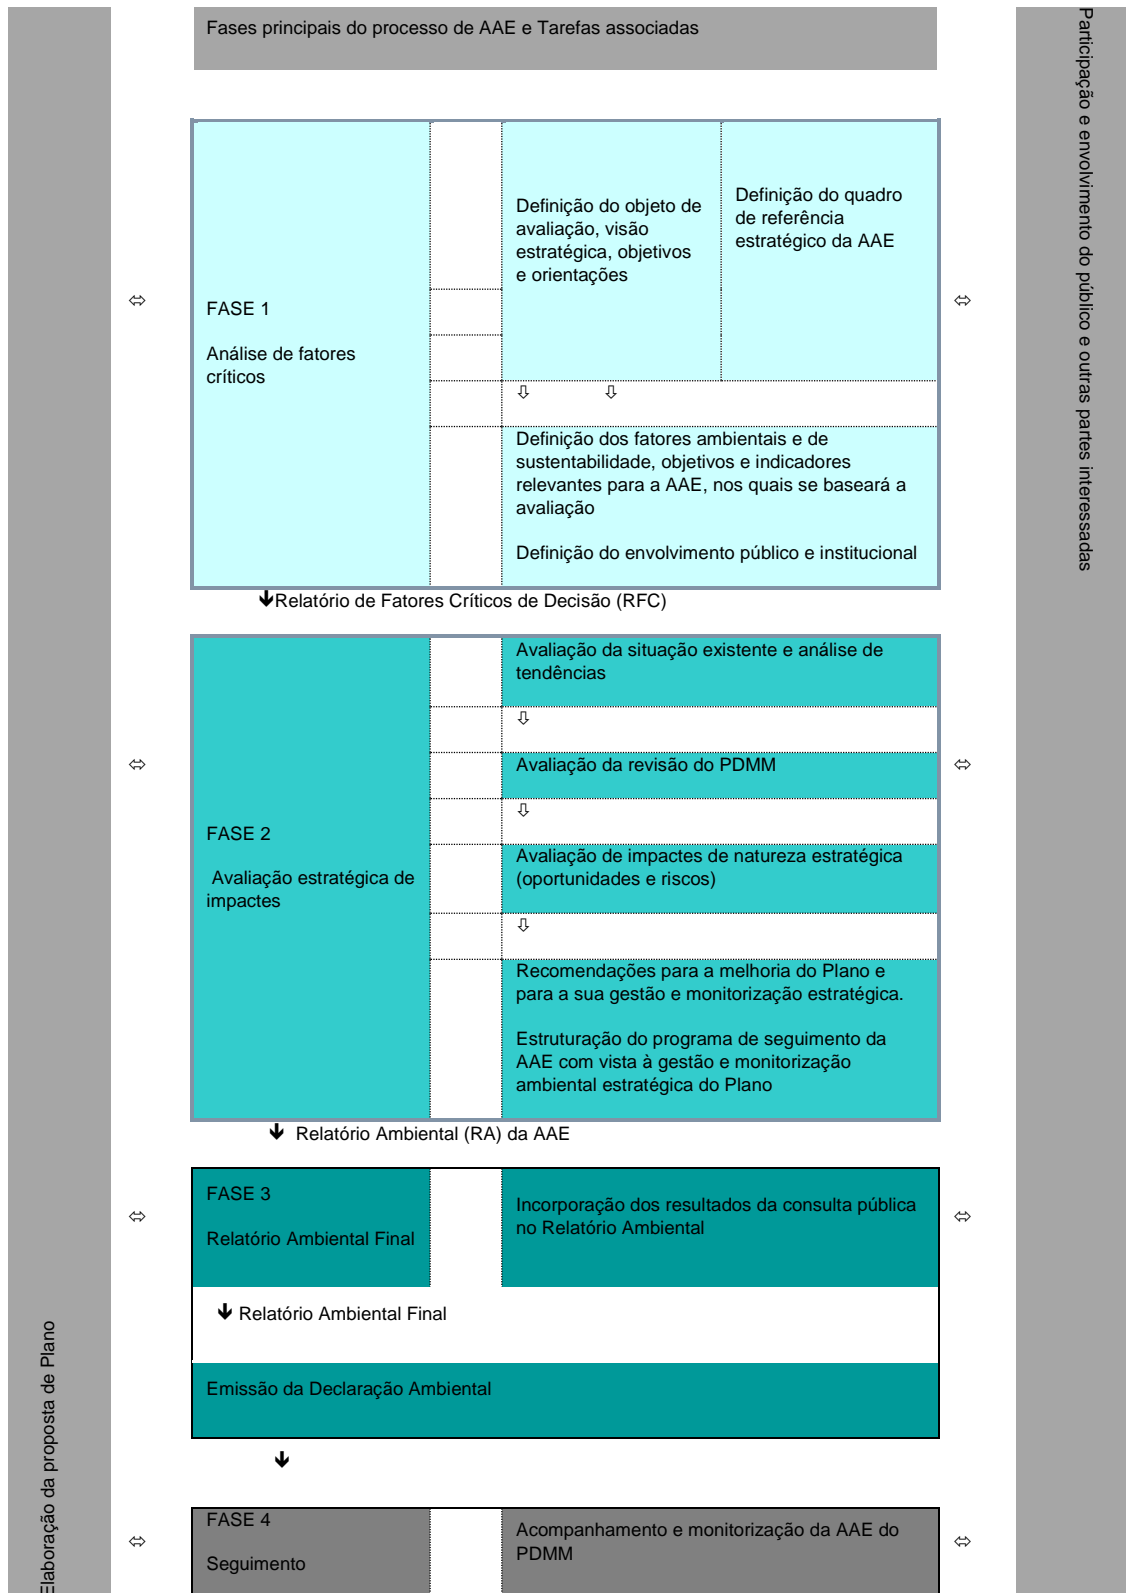 Fases principais do processo de AAE e Tarefas associadas
Participação e envolvimento do público e outras partes interessadas
Elaboração da proposta de Plano
⬄
FASE 1
Análise de fatores
críticos
Definição do objeto de
avaliação, visão
estratégica, objetivos
e orientações
Definição do quadro
de referência
estratégico da AAE
⬄
⇩ ⇩
Definição dos fatores ambientais e de
sustentabilidade, objetivos e indicadores
relevantes para a AAE, nos quais se baseará a
avaliação
Definição do envolvimento público e institucional
🡻Relatório de Fatores Críticos de Decisão (RFC)
⬄
FASE 2
Avaliação estratégica de
impactes
Avaliação da situação existente e análise de
tendências
⇩
Avaliação da revisão do PDMM
⬄
⇩
Avaliação de impactes de natureza estratégica
(oportunidades e riscos)
⇩
Recomendações para a melhoria do Plano e
para a sua gestão e monitorização estratégica.
Estruturação do programa de seguimento da
AAE com vista à gestão e monitorização
ambiental estratégica do Plano
🡻 Relatório Ambiental (RA) da AAE
⬄
FASE 3
Relatório Ambiental Final
Incorporação dos resultados da consulta pública
no Relatório Ambiental
⬄
🡻 Relatório Ambiental Final
Emissão da Declaração Ambiental
🡻
⬄
FASE 4
Seguimento
Acompanhamento e monitorização da AAE do
PDMM
⬄